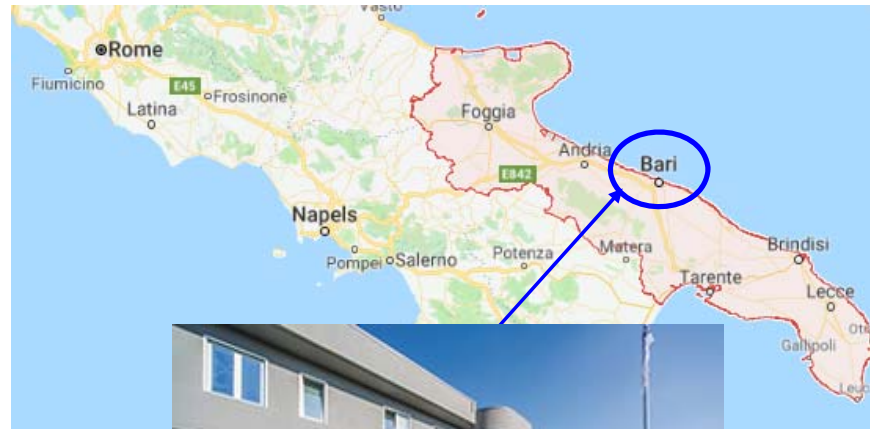 Vasto
Rome
Fiumicino
E45
Frosinone
Latina
Foggia
Andria
Bari
E842
Napels
Pompei
Salerno
Potenza
Matera
Brindisi
Tarente
Lecce
Gallipoli